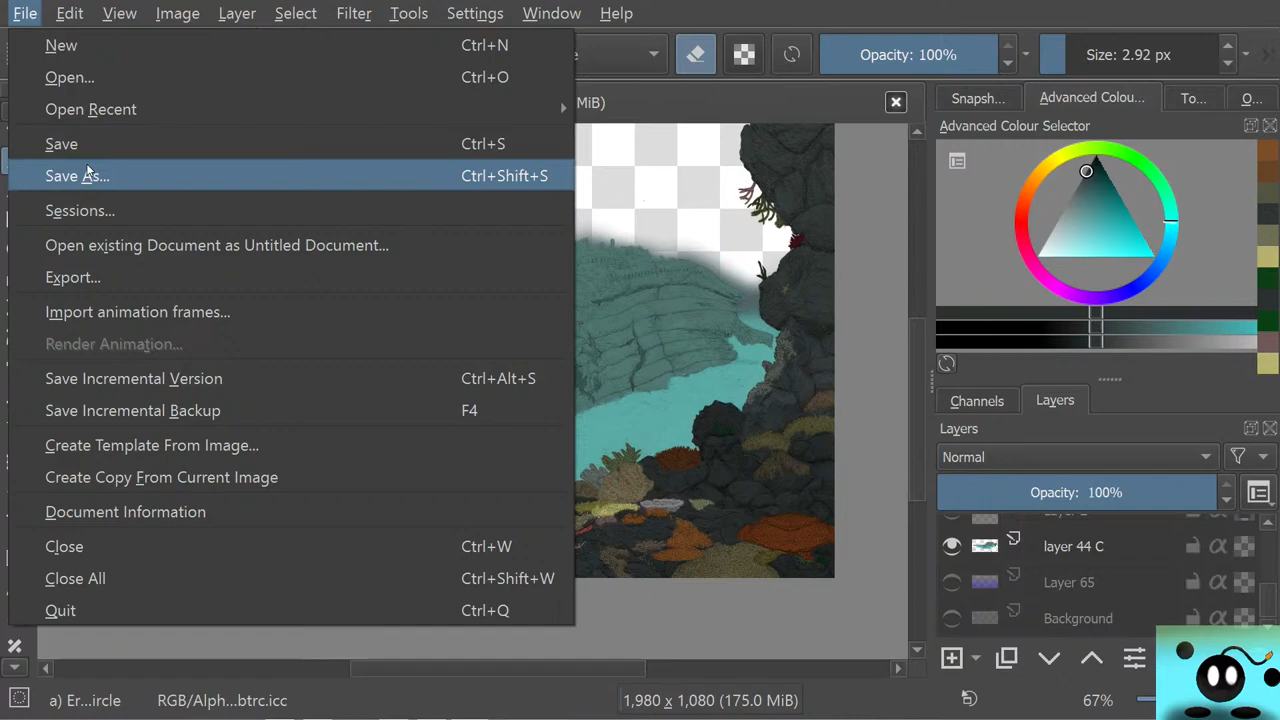 File Edit View Image Layer Select Filter Tools Settings Window Help
New Ctrl+N
Open... Ctrl+O
Open Recent
Save Ctrl+S
Save As... Ctrl+Shift+S
Sessions...
Open existing Document as Untitled Document...
Export...
Import animation frames...
Render Animation...
Save Incremental Version Ctrl+Alt+S
Save Incremental Backup F4
Create Template From Image...
Create Copy From Current Image
Document Information
Close Ctrl+W
Close All Ctrl+Shift+W
Quit Ctrl+Q
Opacity: 100% Size: 2.92 px
MiB)
Snapsh... Advanced Colou... To... O...
Advanced Colour Selector
Channels Layers
Layers
Normal
Opacity: 100%
layer 44 C
Layer 65
Background
a) Er...ircle RGB/Alph...btrc.icc 1,980 x 1,080 (175.0 MiB) 67%